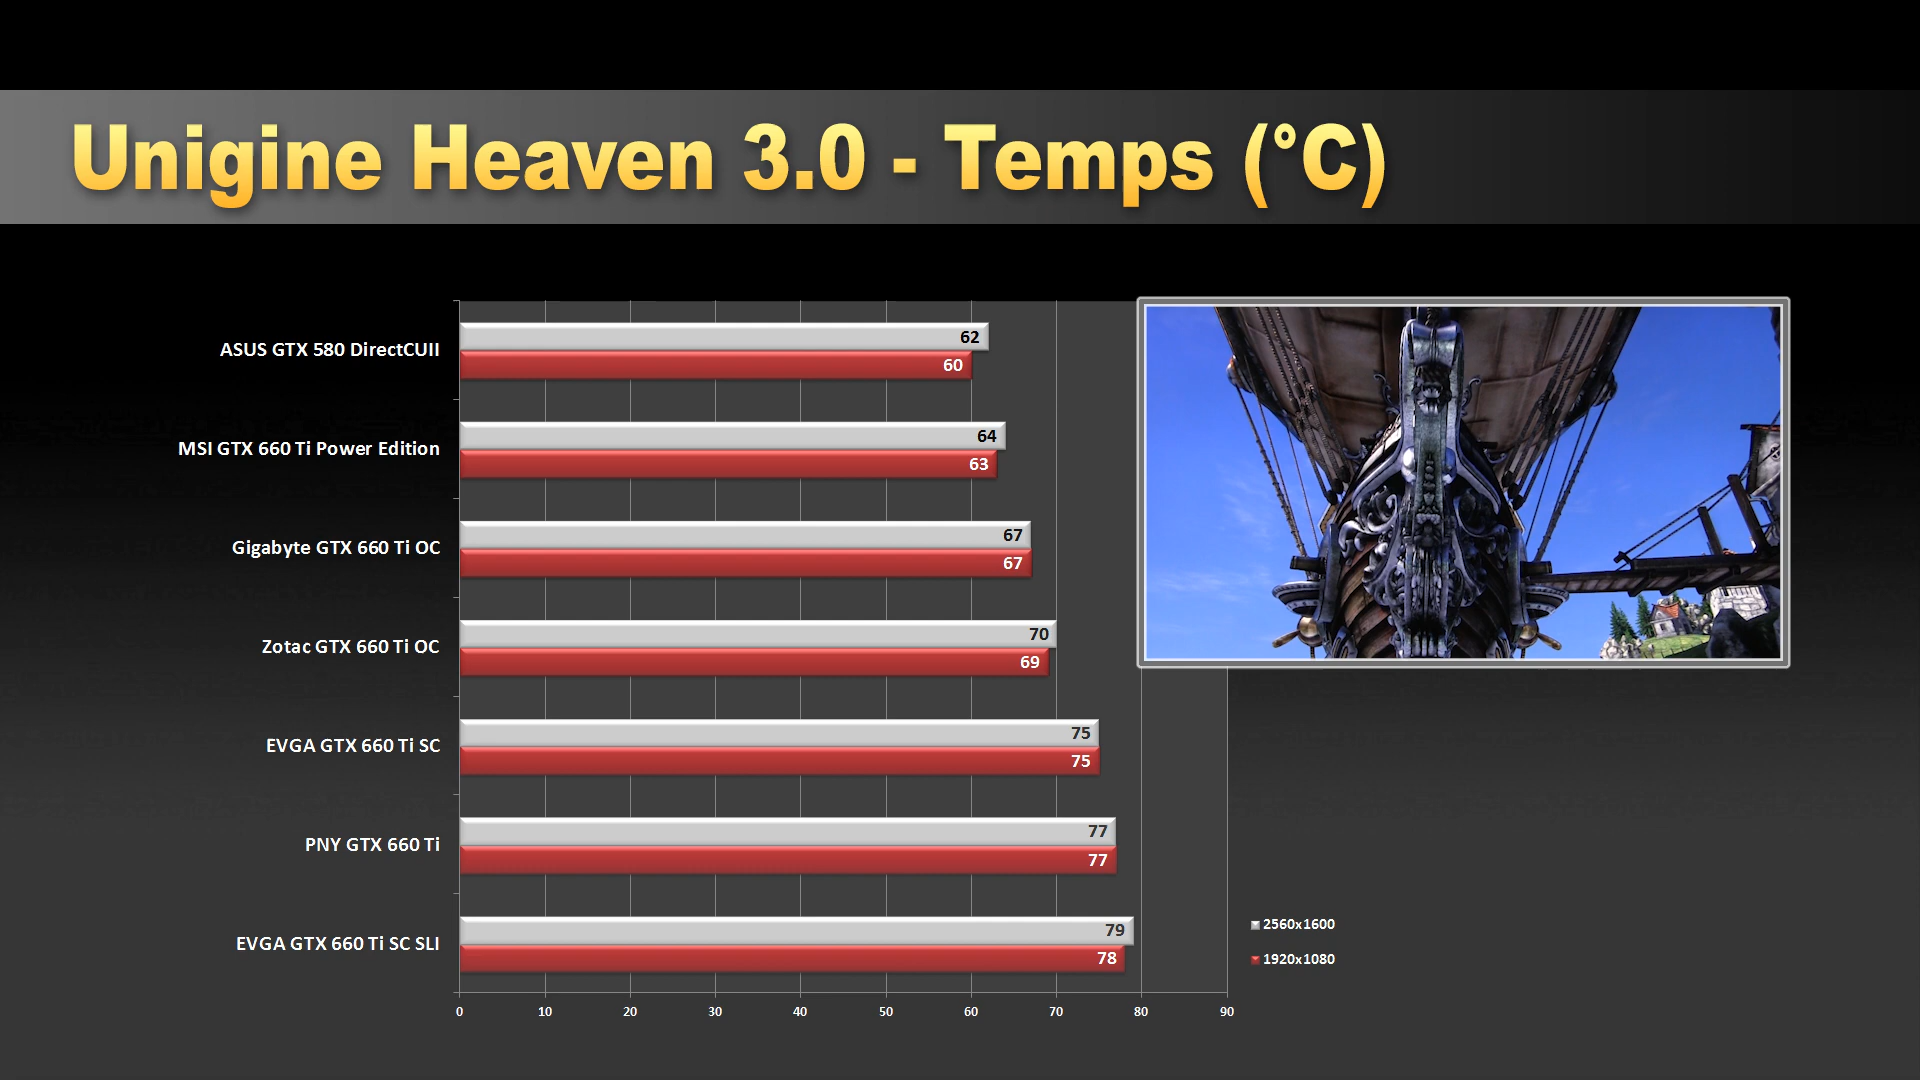 Unigine Heaven 3.0 - Temps (°C)
ASUS GTX 580 DirectCUII
62
60
MSI GTX 660 Ti Power Edition
64
63
Gigabyte GTX 660 Ti OC
67
67
Zotac GTX 660 Ti OC
70
69
EVGA GTX 660 Ti SC
75
75
PNY GTX 660 Ti
77
77
EVGA GTX 660 Ti SC SLI
79
78
2560x1600
1920x1080
0 10 20 30 40 50 60 70 80 90